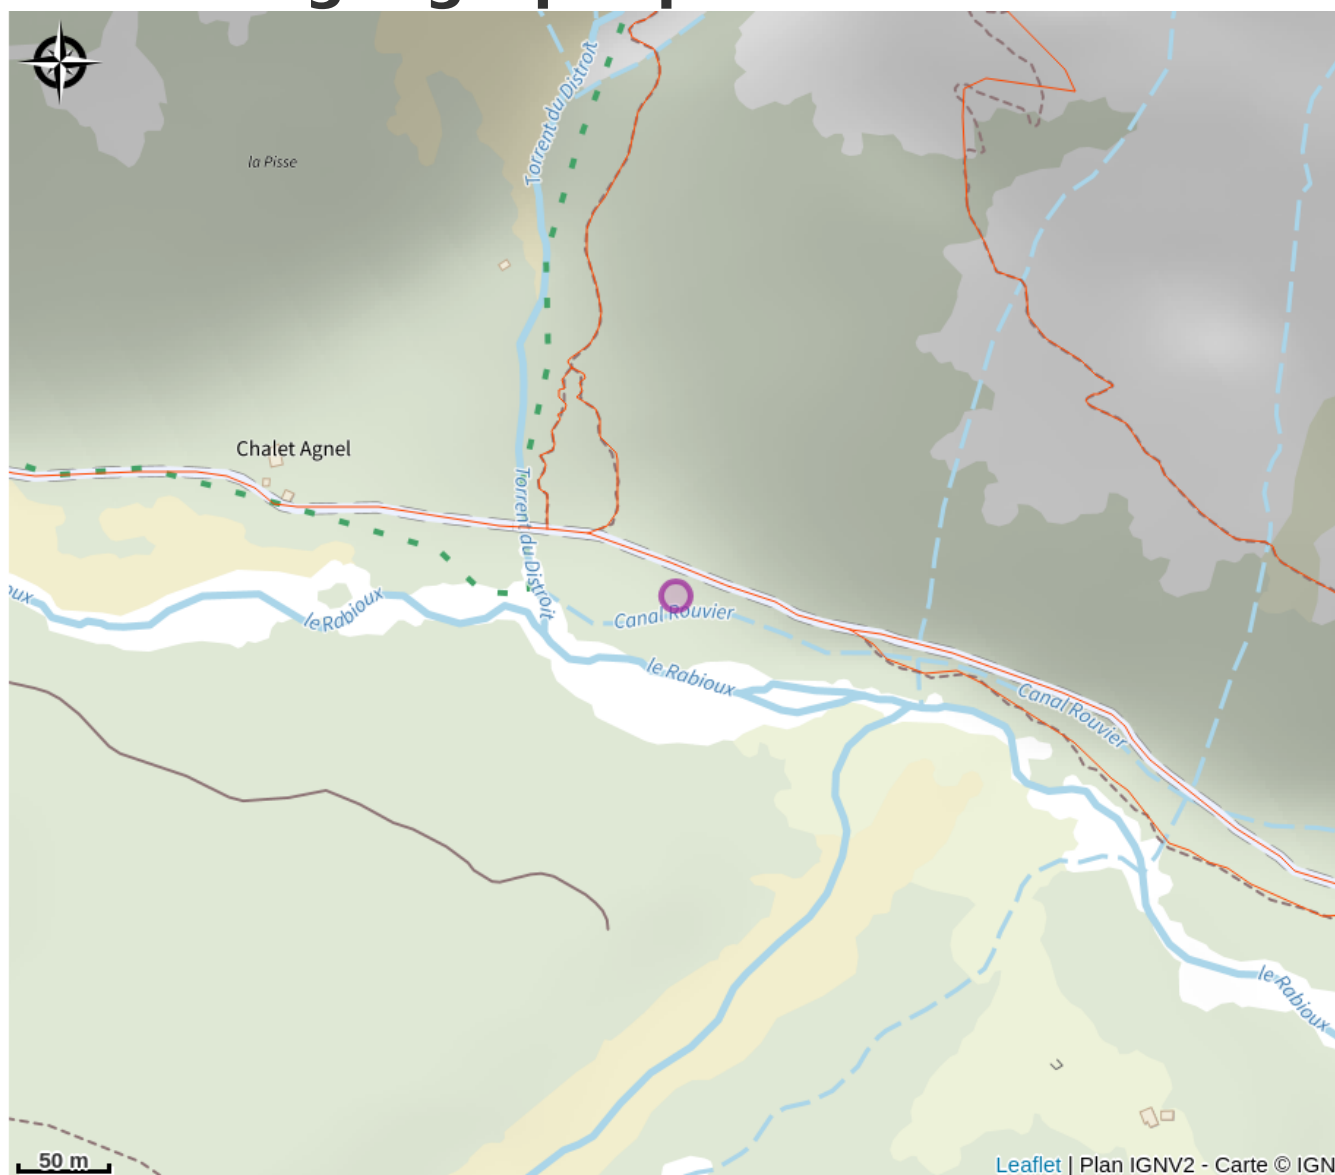 Torrent du Distroit
la Pisse
Chalet Agnel
Torrent du Distroit
oux
le Rabioux
Canal Rouvier
le Rabioux
Canal Rouvier
le Rabioux
50 m
Leaflet | Plan IGNV2 - Carte © IGN